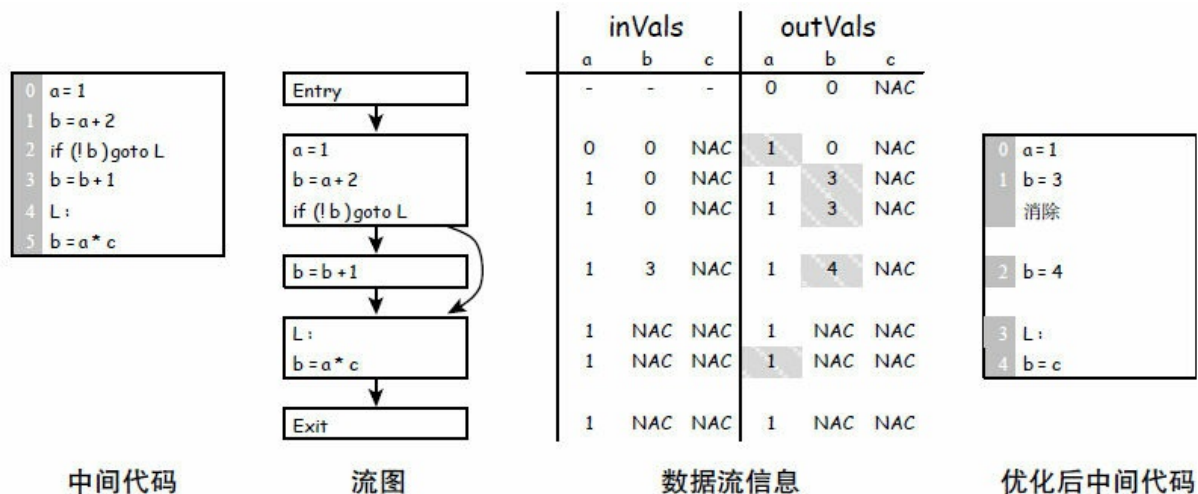 inVals outVals
a b c a b c
0 a = 1
1 b = a + 2
2 if (! b ) goto L
3 b = b + 1
4 L :
5 b = a * c
Entry
a = 1
b = a + 2
if (! b ) goto L
b = b + 1
L :
b = a * c
Exit
- - - 0 0 NAC
0 0 NAC 1 0 NAC
1 0 NAC 1 3 NAC
1 0 NAC 1 3 NAC
1 3 NAC 1 4 NAC
1 NAC NAC 1 NAC NAC
1 NAC NAC 1 NAC NAC
1 NAC NAC 1 NAC NAC
0 a = 1
1 b = 3
消除
2 b = 4
3 L :
4 b = c
中间代码 流图 数据流信息 优化后中间代码